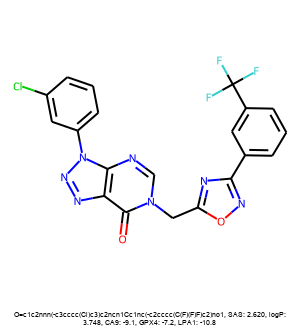 F
F
Cl
F
N N
N N
N N N
O
O
O=c1c2nnn(-c3cccc(Cl)c3)c2ncn1Cc1nc(-c2cccc(C(F)(F)F)c2)no1, SAS: 2.620, logP:
3.748, CA9: -9.1, GPX4: -7.2, LPA1: -10.8